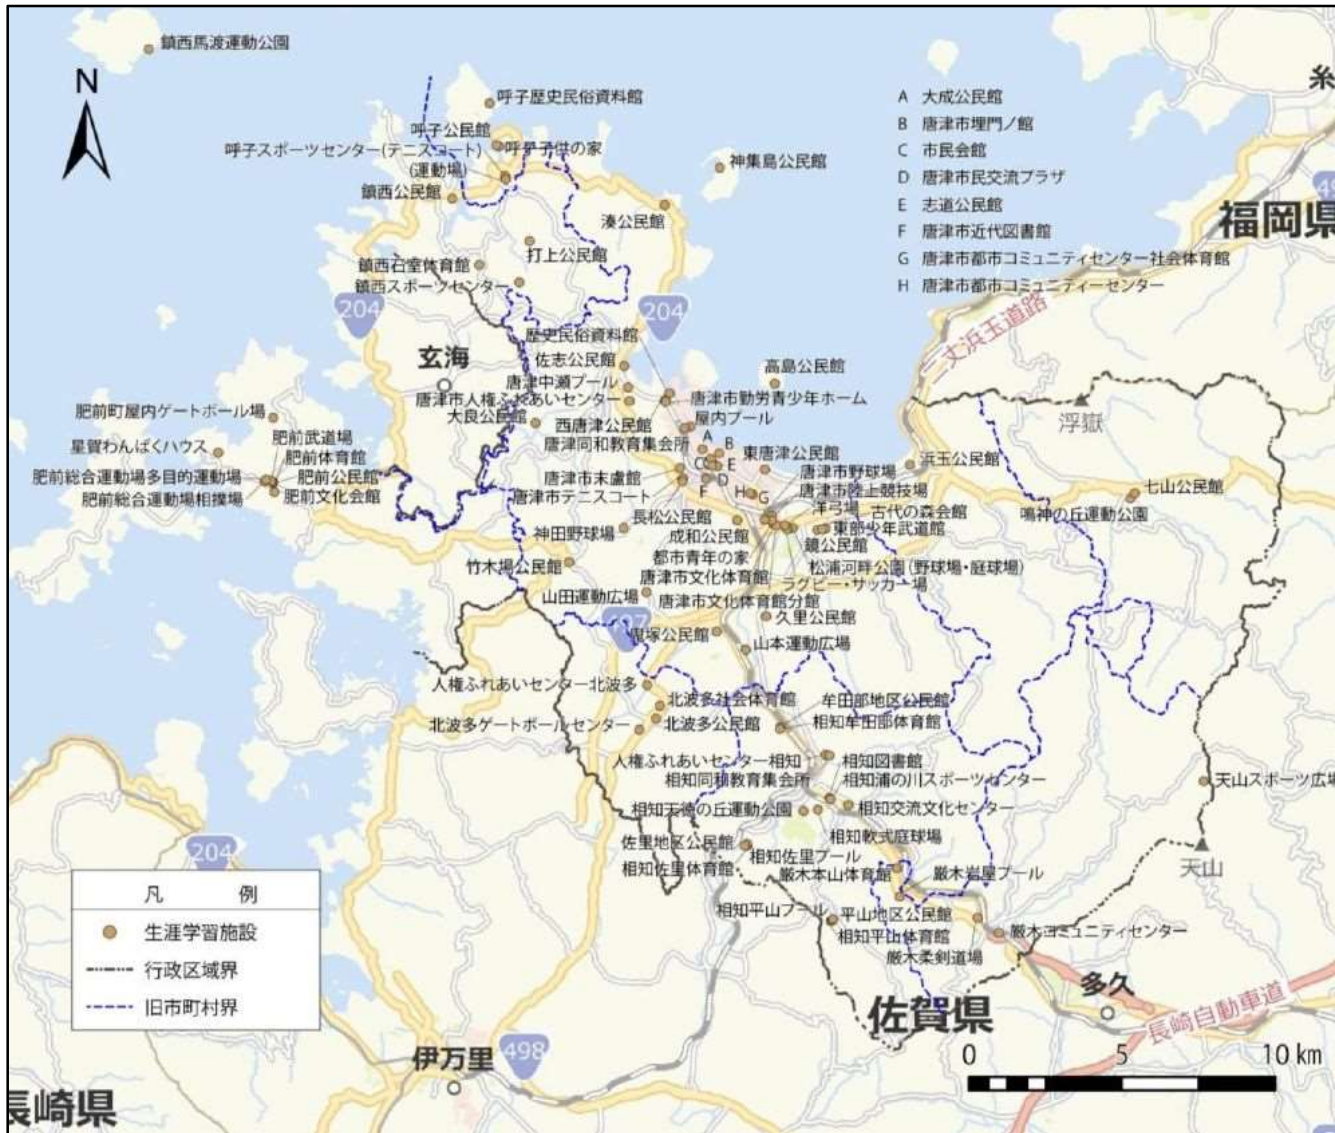 鎮西馬渡運動公園
N
呼子歴史民俗資料館
呼子公民館
呼子スポーツセンター(テニスコート)
(運動場)
呼子子供の家
鎮西公民館
神集島公民館
湊公民館
打上公民館
鎮西石室体育館
鎮西スポーツセンター
A 大成公民館
B 唐津市埋門ノ館
C 市民会館
D 唐津市民交流プラザ
E 志道公民館
F 唐津市近代図書館
G 唐津市都市コミュニティセンター社会体育館
H 唐津市都市コミュニティーセンター
糸
福岡県
二丈浜玉道路
204
204
玄海
歴史民俗資料館
佐志公民館
唐津中瀬プール
唐津市人権ふれあいセンター
大良公民館
西唐津公民館
唐津同和教育集会所
高島公民館
唐津市勤労青少年ホーム
屋内プール
浮嶽
肥前町屋内ゲートボール場
星賀わんぱくハウス
肥前武道場
肥前体育館
肥前総合運動場多目的運動場
肥前公民館
肥前総合運動場相撲場
肥前文化会館
A
B
C
D
E
F
G
H
東唐津公民館
唐津市末盧館
唐津市テニスコート
唐津市野球場
唐津市陸上競技場
洋弓場
古代の森会館
浜玉公民館
七山公民館
鳴神の丘運動公園
長松公民館
神田野球場
成和公民館
東部少年武道館
鏡公民館
都市青年の家
松浦河畔公園(野球場・庭球場)
竹木場公民館
唐津市文化体育館
ラグビー・サッカー場
山田運動広場
唐津市文化体育館分館
久里公民館
鬼塚公民館
山本運動広場
人権ふれあいセンター北波多
北波多社会体育館
北波多ゲートボールセンター
北波多公民館
牟田部地区公民館
相知牟田部体育館
人権ふれあいセンター相知
相知図書館
相知同和教育集会所
相知浦の川スポーツセンター
相知天徳の丘運動公園
相知交流文化センター
天山スポーツ広場
相知軟式庭球場
佐里地区公民館
相知佐里プール
相知佐里体育館
厳木本山体育館
厳木岩屋プール
天山
相知平山プール
平山地区公民館
相知平山体育館
厳木コミュニティセンター
厳木柔剣道場
204
凡 例
生涯学習施設
行政区域界
旧市町村界
多久
佐賀県
長崎自動車道
伊万里
498
長崎県
0 5 10 km